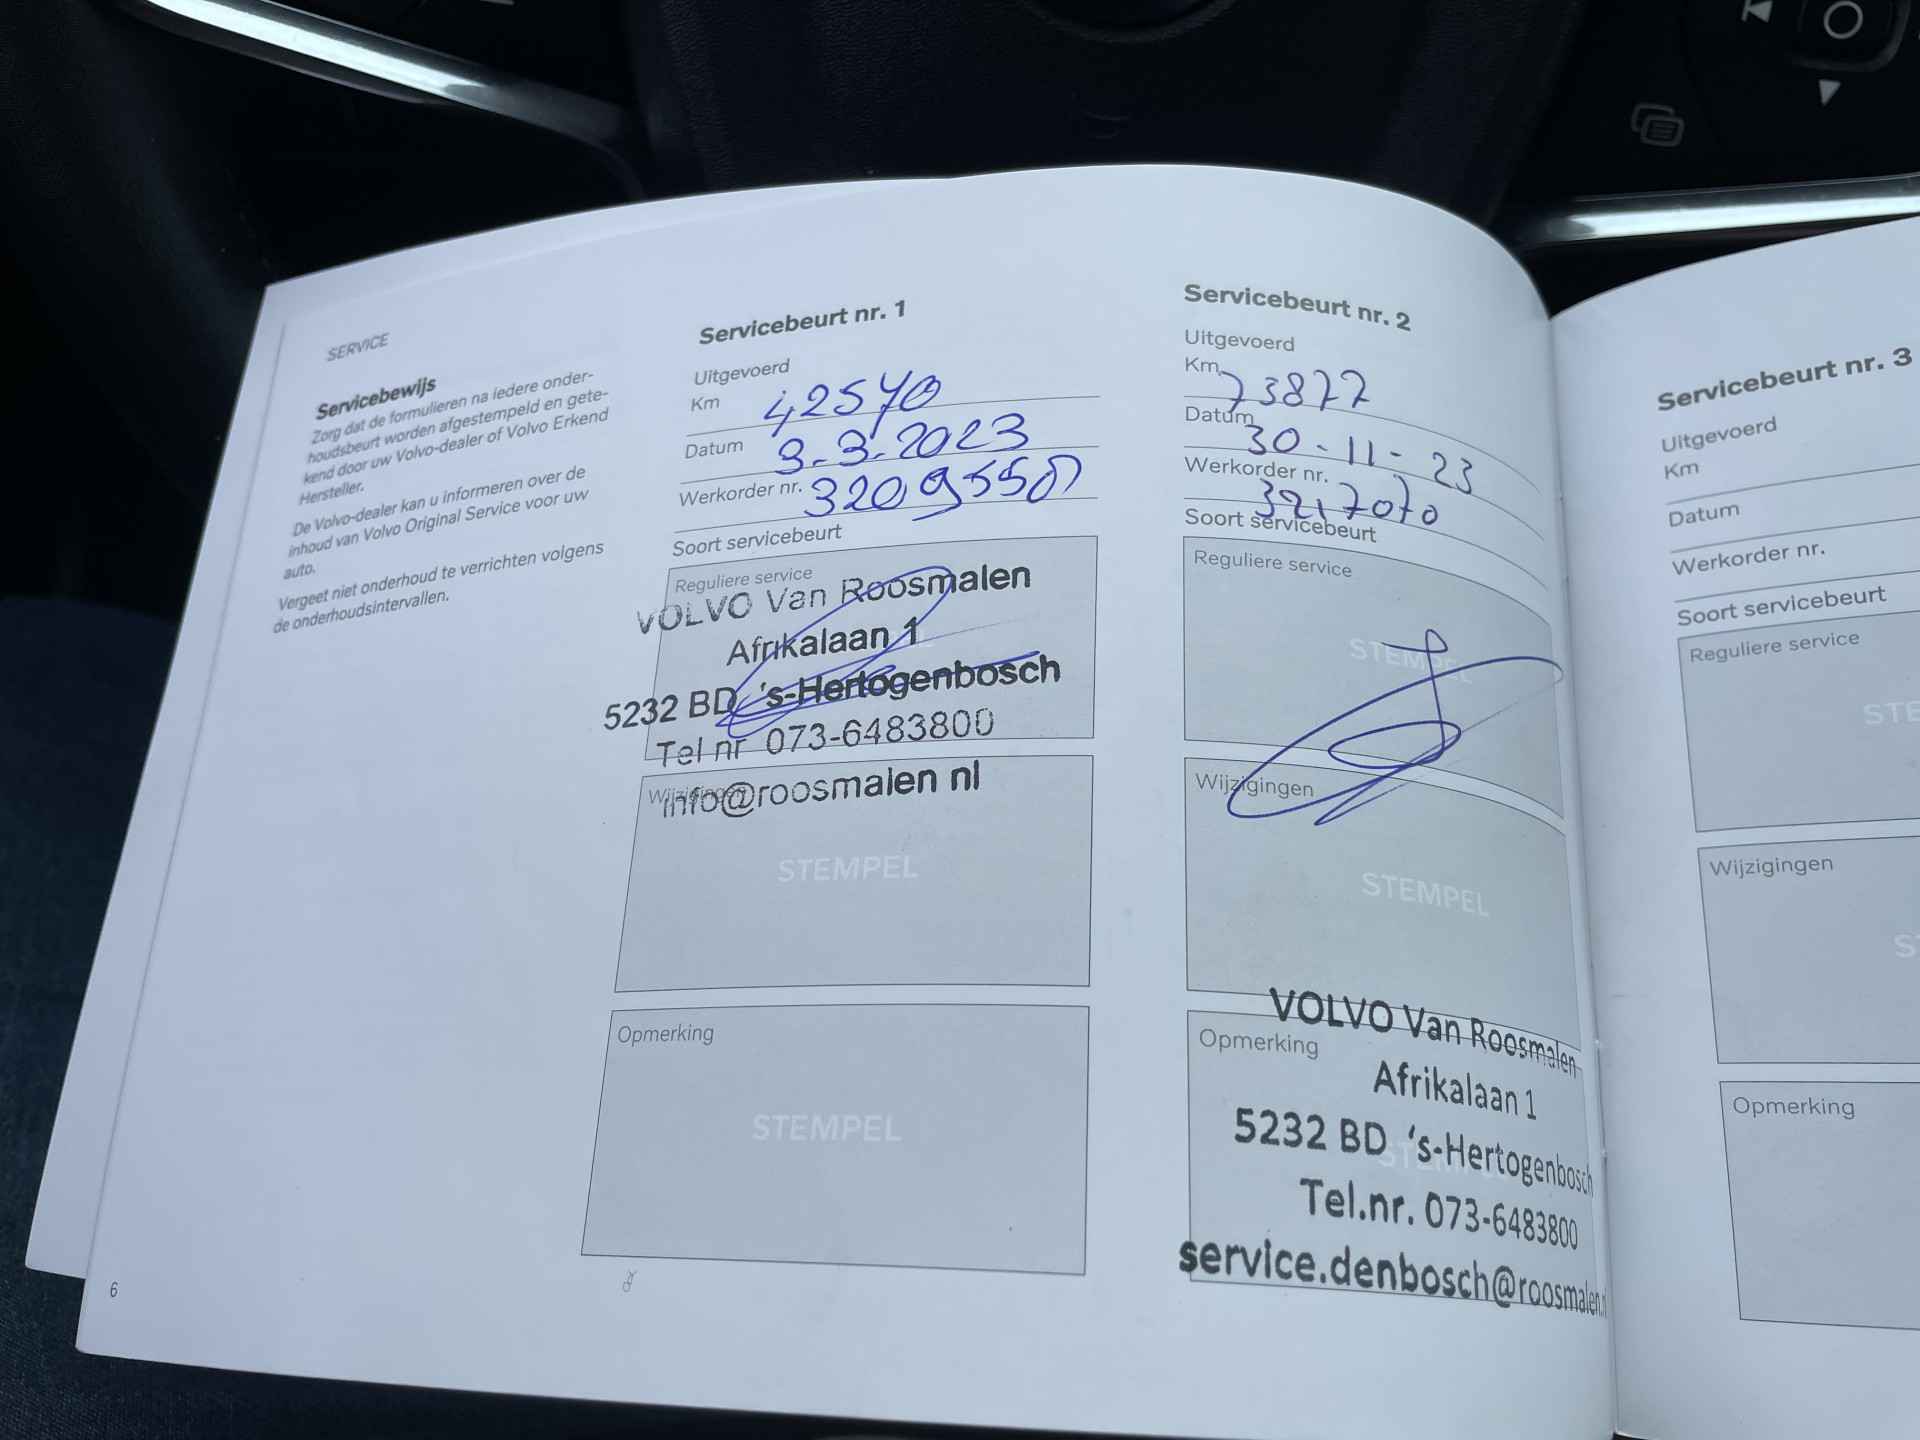 SERVICE
Servicebewijs
Zorg dat de formulieren na iedere onder-
houdsbeurt worden afgestempeld en gete-
kend door uw Volvo-dealer of Volvo Erkend
Hersteller.
De Volvo-dealer kan u informeren over de
inhoud van Volvo Original Service voor uw
auto.
Vergeet niet onderhoud te verrichten volgens
de onderhoudsintervallen.
6
Servicebeurt nr. 1
Uitgevoerd
Km 42570
Datum 3-3-2023
Werkorder nr.
Soort servicebeurt
Reguliere service
VOLVO Van Roosmalen
Afrikalaan 1
5232 BD 's-Hertogenbosch
Tel nr 073-6483800
Wijzigingen
info@roosmalen nl
STEMPEL
Opmerking
STEMPEL
Servicebeurt nr. 2
Uitgevoerd
Km 73877
Datum 30-11-23
Werkorder nr. 3217070
Soort servicebeurt
Reguliere service
STEMPEL
Wijzigingen
STEMPEL
VOLVO Van Roosmalen
Opmerking
Afrikalaan 1
5232 BD 's-Hertogenbosch
Tel.nr. 073-6483800
service.denbosch@roosmalen.n
Servicebeurt nr. 3
Uitgevoerd
Km
Datum
Werkorder nr.
Soort servicebeurt
Reguliere service
STE
Wijzigingen
Opmerking